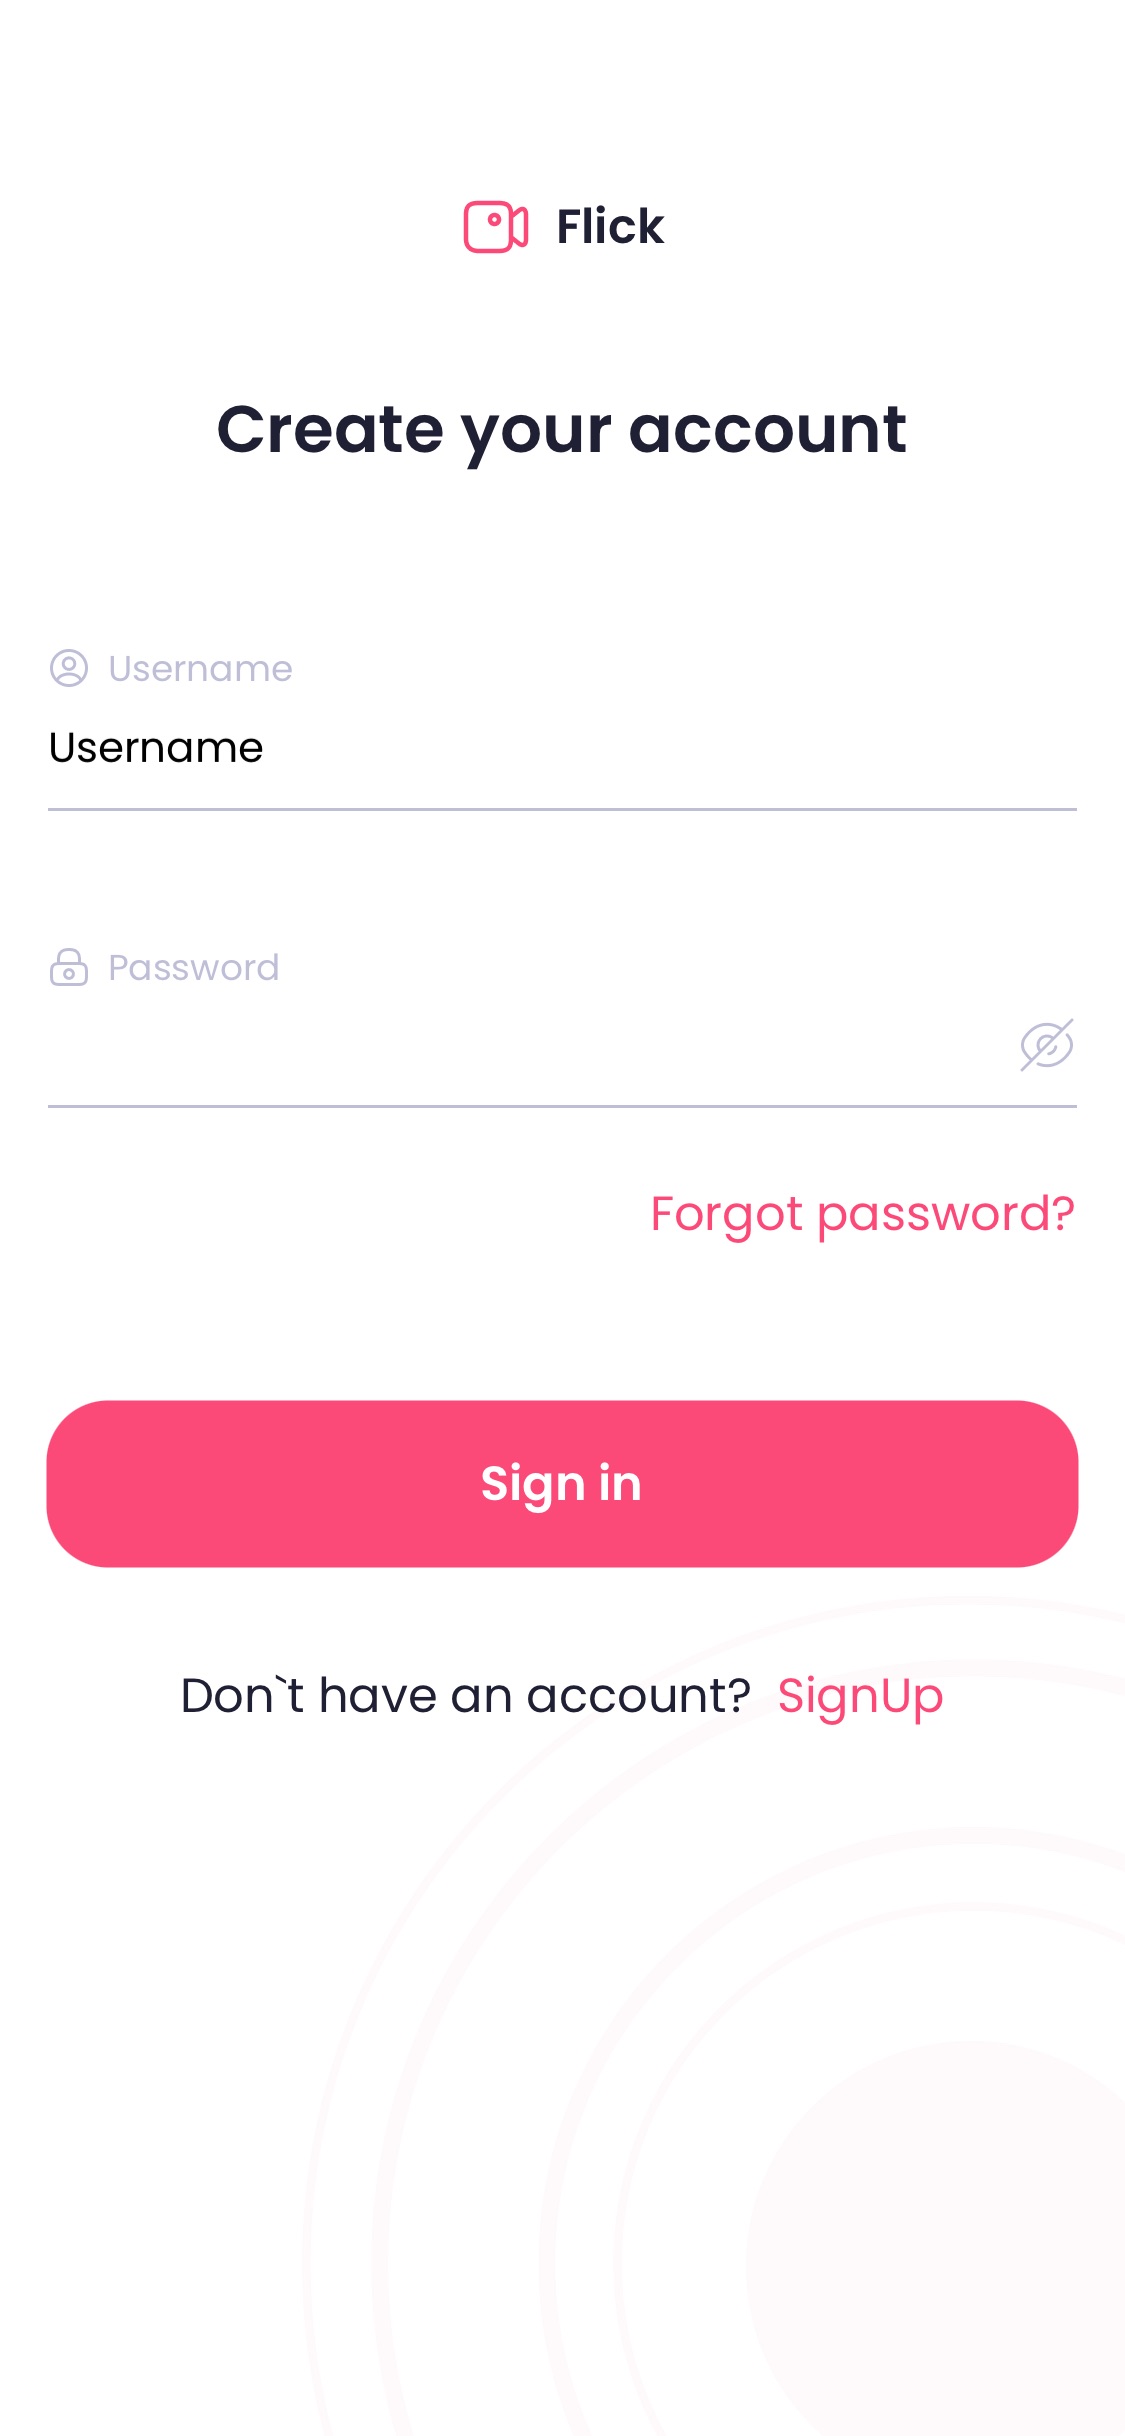 Flick
Create your account
Username
Username
Password
Forgot password?
Sign in
Don`t have an account? SignUp